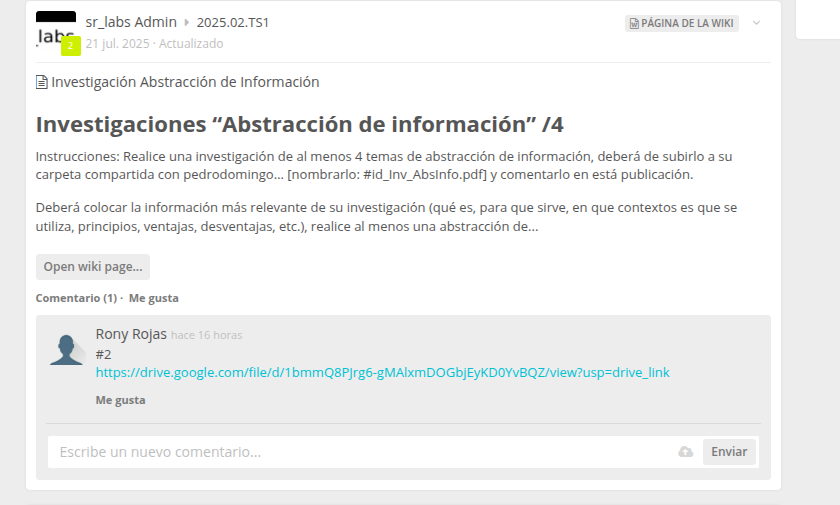 sr_labs Admin 2025.02.TS1
PÁGINA DE LA WIKI
_labs
2
21 jul. 2025 · Actualizado
Investigación Abstracción de Información
Investigaciones “Abstracción de información” /4
Instrucciones: Realice una investigación de al menos 4 temas de abstracción de información, deberá de subirlo a su
carpeta compartida con pedrodomingo... [nombrarlo: #id_Inv_AbsInfo.pdf] y comentarlo en está publicación.
Deberá colocar la información más relevante de su investigación (qué es, para que sirve, en que contextos es que se
utiliza, principios, ventajas, desventajas, etc.), realice al menos una abstracción de...
Open wiki page...
Comentario (1) · Me gusta
Rony Rojas hace 16 horas
#2
https://drive.google.com/file/d/1bmmQ8PJrg6-gMAlxmDOGbjEyKD0YvBQZ/view?usp=drive_link
Me gusta
Escribe un nuevo comentario...
Enviar